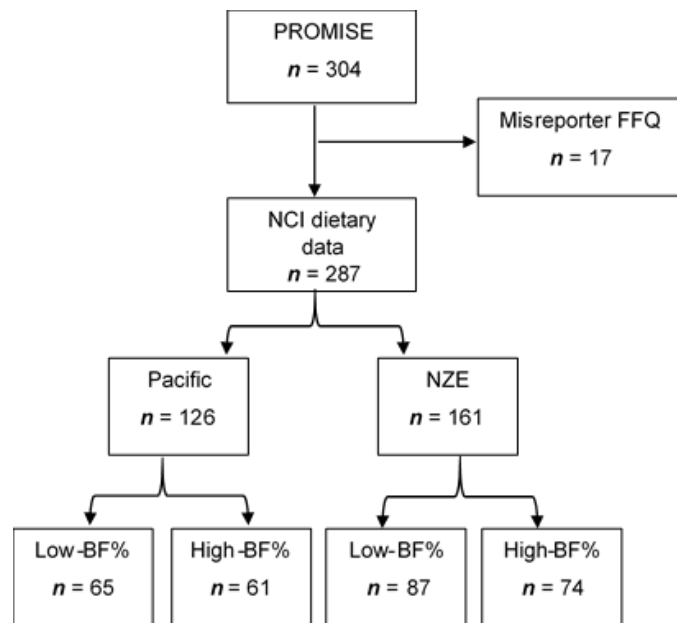 PROMISE
n = 304
Misreporter FFQ
n = 17
NCI dietary
data
n = 287
Pacific
n = 126
NZE
n = 161
Low-BF%
n = 65
High-BF%
n = 61
Low-BF%
n = 87
High-BF%
n = 74